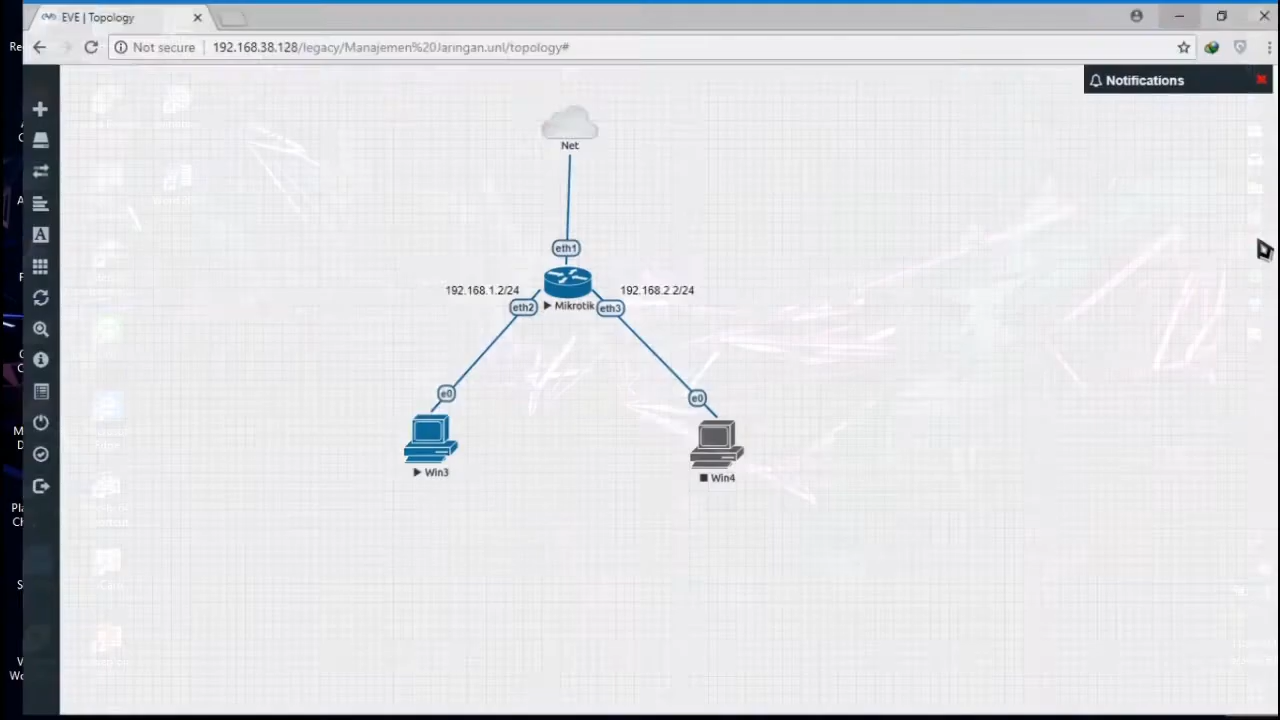 EVE | Topology
Not secure
192.168.38.128/legacy/Manajemen%20Jaringan.unl/topology#
Notifications
Net
eth1
192.168.1.2/24
192.168.2.2/24
eth2
Mikrotik
eth3
e0
e0
Win3
Win4